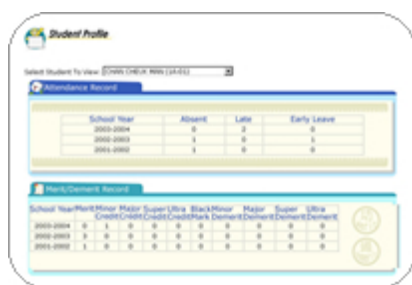 Student Profile
Select Student To View: CHAN CHEUK MAN (1A-01)
Attendance Record
School Year Absent Late Early Leave
2003-2004 0 2 0
2002-2003 1 0 1
2001-2002 1 0 0
Merit/Demerit Record
School Year Merit Minor Credit Major Credit Super Credit Ultra Credit Black Mark Minor Demerit Major Demerit Super Demerit Ultra Demerit
2003-2004 0 1 0 0 0 0 0 0 0 0
2002-2003 3 0 0 0 0 0 0 0 0 0
2001-2002 1 0 0 0 0 0 0 0 0 0